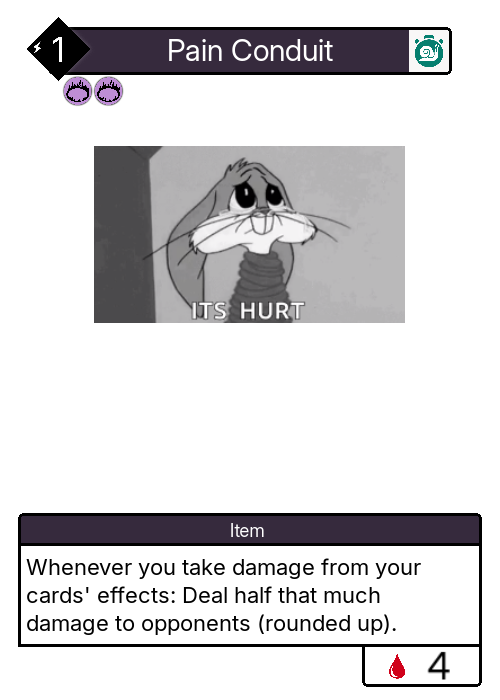 1
Pain Conduit
ITS HURT
Item
Whenever you take damage from your
cards' effects: Deal half that much
damage to opponents (rounded up).
4